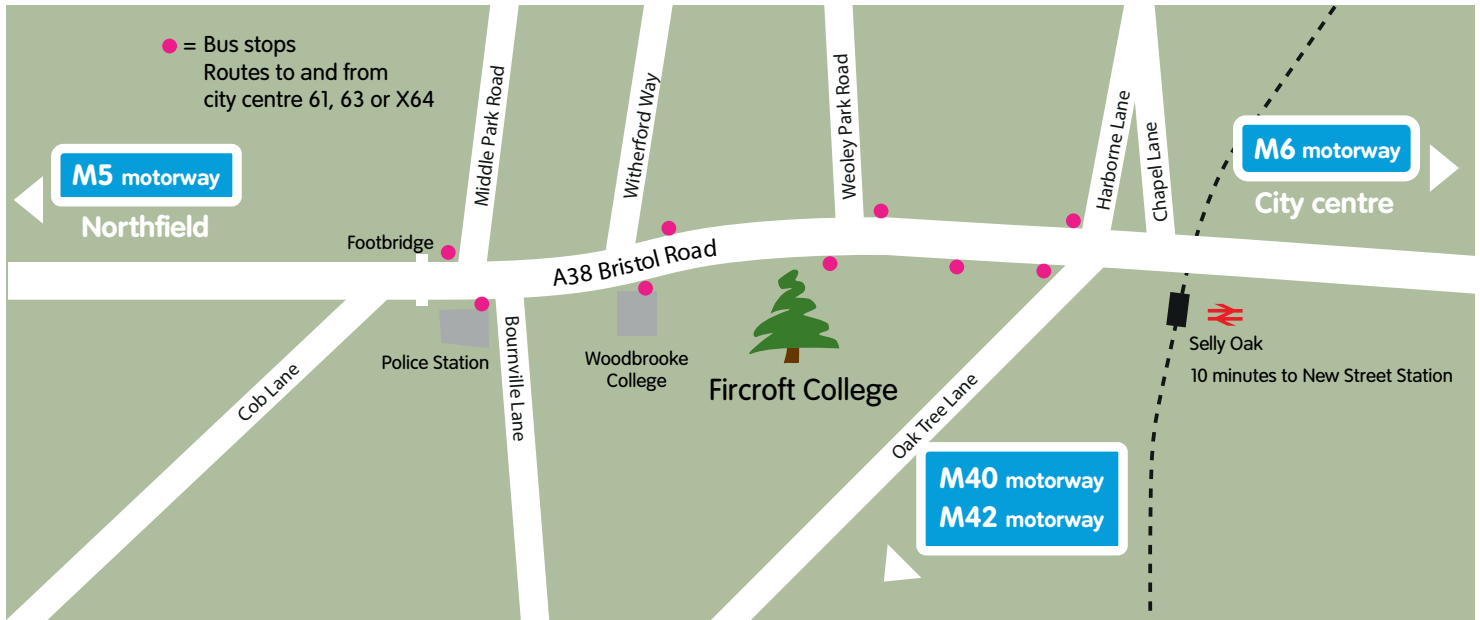 = Bus stops
Routes to and from
city centre 61, 63 or X64
M5 motorway
Northfield
Footbridge
Middle Park Road
Witherford Way
Weoley Park Road
Harborne Lane
Chapel Lane
M6 motorway
City centre
A38 Bristol Road
Cob Lane
Police Station
Bournville Lane
Woodbrooke
College
Fircroft College
Oak Tree Lane
Selly Oak
10 minutes to New Street Station
M40 motorway
M42 motorway